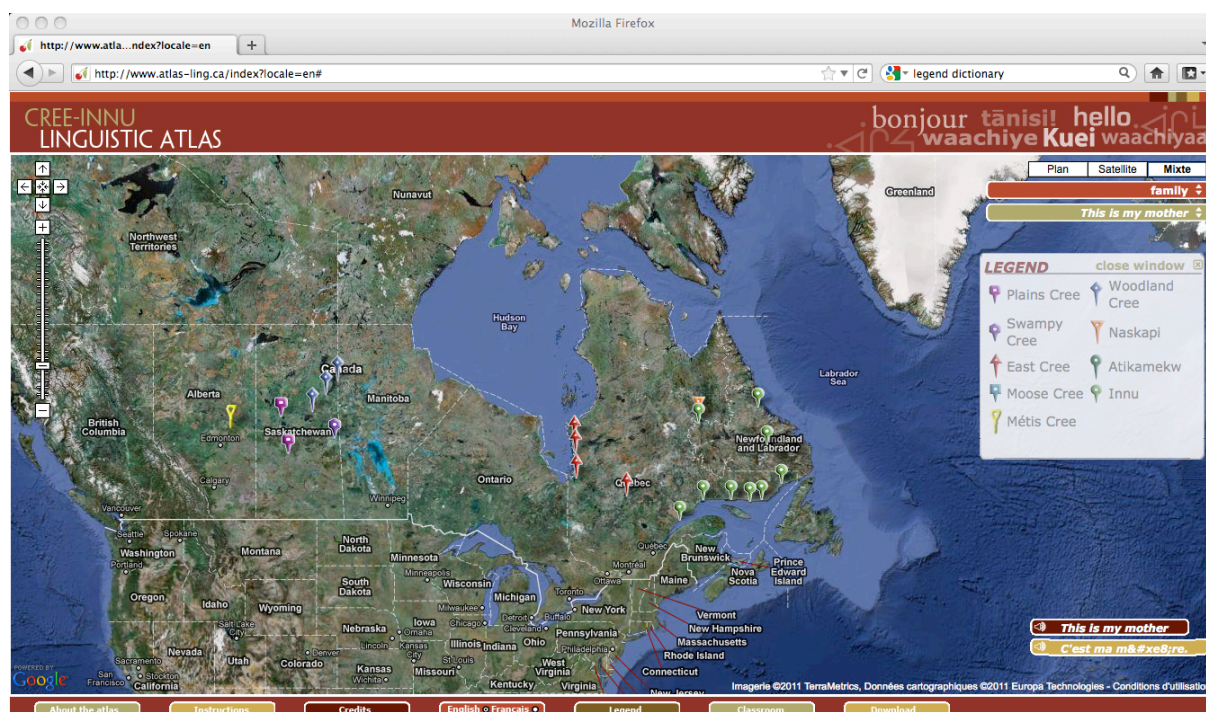 Mozilla Firefox
http://www.atla...ndex?locale=en
+
http://www.atlas-ling.ca/index?locale=en#
legend dictionary
CREE-INNU
LINGUISTIC ATLAS
bonjour tānisi! hello
waachiye Kuei waachiyaa
Plan Satellite Mixte
family
This is my mother
LEGEND close window
Plains Cree
Woodland Cree
Swampy Cree
Naskapi
East Cree
Atikamekw
Moose Cree
Innu
Métis Cree
Greenland
Nunavut
Northwest Territories
Hudson Bay
Labrador Sea
Canada
Alberta
Manitoba
British Columbia
Edmonton
Saskatchewan
Newfoundland and Labrador
Ontario
Quebec
Calgary
Winnipeg
Vancouver
Seattle
Spokane
Washington
Portland
Montana
North Dakota
Minnesota
Québec
New Brunswick
Prince Edward Island
Montréal
Nova Scotia
Ottawa
Maine
Minneapolis
Wisconsin
South Dakota
Michigan
Toronto
Oregon
Idaho
Wyoming
Milwaukee
Buffalo
New York
Vermont
New Hampshire
Massachusetts
Rhode Island
Connecticut
New Jersey
Salt Lake City
Nebraska
Iowa
Omaha
Chicago
Detroit
Cleveland
Pennsylvania
Philadelphia
Nevada
Utah
Denver
Colorado
Lincoln
Kansas City
Illinois
Indiana
Ohio
St Louis
West Virginia
Sacramento
Stockton
San Francisco
California
Kansas
Wichita
Missouri
Kentucky
Virginia
This is my mother
C'est ma m&#xe8;re.
POWERED BY
Google
Imagerie ©2011 TerraMetrics, Données cartographiques ©2011 Europa Technologies - Conditions d'utilisation
About the atlas
Instructions
Credits
English Français
Legend
Classroom
Download